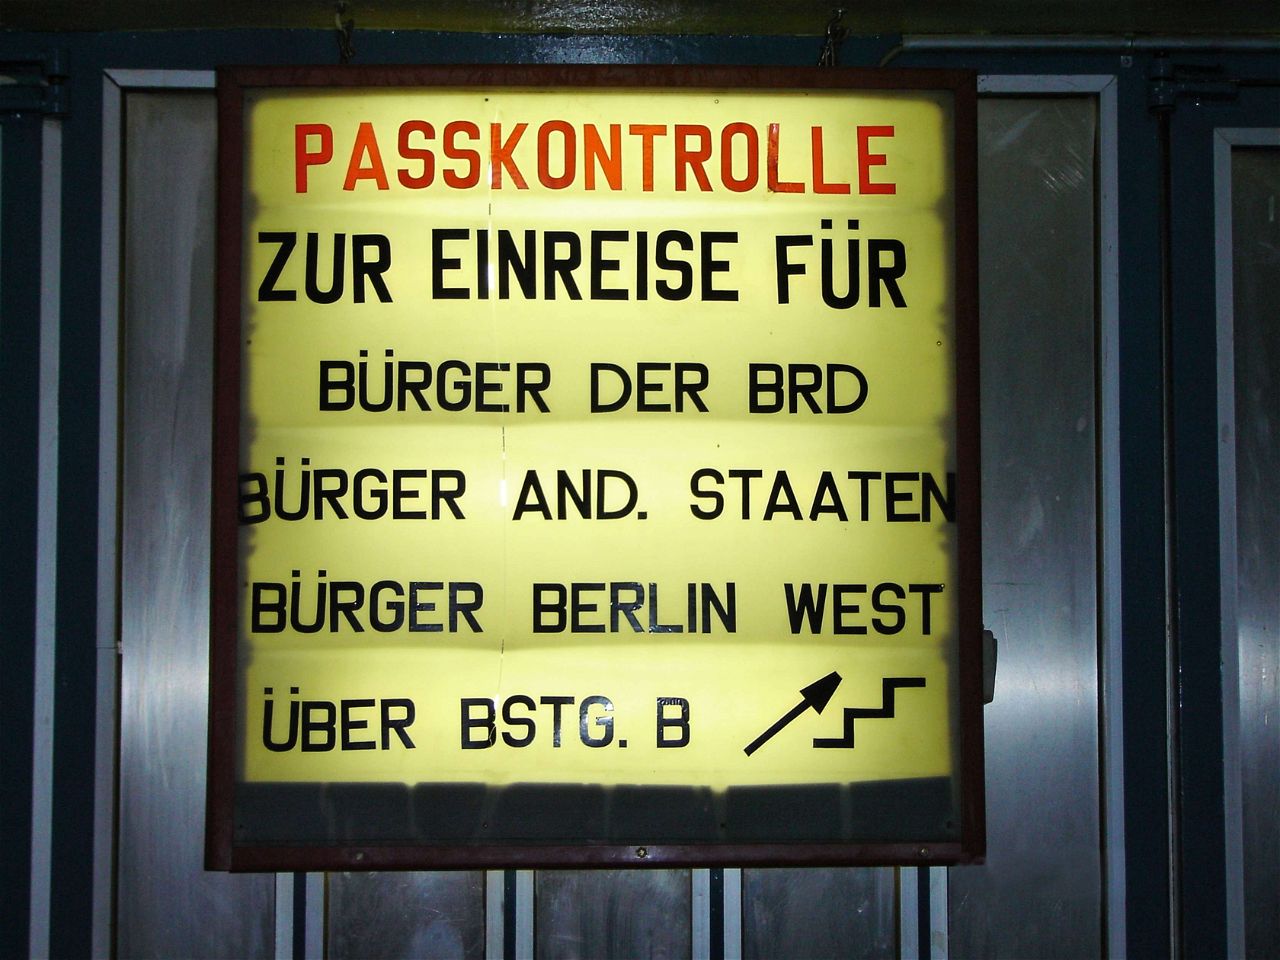 PASSKONTROLLE
ZUR EINREISE FÜR
BÜRGER DER BRD
BÜRGER AND. STAATEN
BÜRGER BERLIN WEST
ÜBER BSTG. B